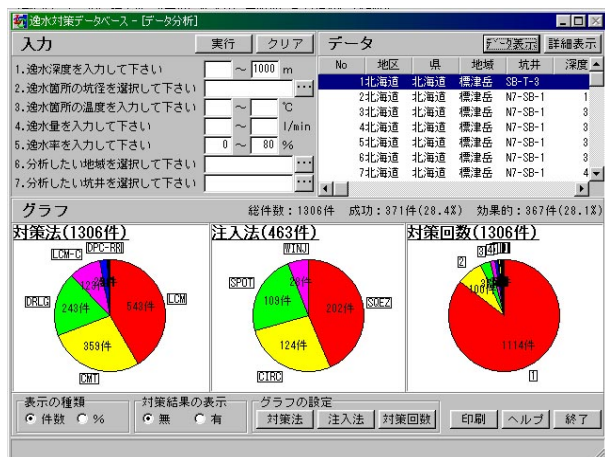 逸水対策データベース - [データ分析]
入力
実行 クリア
1.逸水深度を入力して下さい ～ 1000 m
2.逸水箇所の坑径を選択して下さい ...
3.逸水箇所の温度を入力して下さい ～ ℃
4.逸水量を入力して下さい ～ l/min
5.逸水率を入力して下さい 0 ～ 80 %
6.分析したい地域を選択して下さい ...
7.分析したい坑井を選択して下さい ...
データ
データ表示 詳細表示
No 地区 県 地域 坑井 深度
1北海道 北海道 標津岳 SB-T-3
2北海道 北海道 標津岳 N7-SB-1 1
3北海道 北海道 標津岳 N7-SB-1 3
4北海道 北海道 標津岳 N7-SB-1 3
5北海道 北海道 標津岳 N7-SB-1 3
6北海道 北海道 標津岳 N7-SB-1 3
7北海道 北海道 標津岳 N7-SB-1 4
グラフ
総件数：1306件 成功：371件(28.4%) 効果的：367件(28.1%)
対策法(1306件)
LCM-C
DPC-RRI
DRLG
LCM
CMT
243件
543件
359件
注入法(463件)
WINJ
SPOT
SQEZ
CIRC
109件
202件
124件
対策回数(1306件)
2
3
1114件
1
表示の種類
件数 %
対策結果の表示
無 有
グラフの設定
対策法 注入法 対策回数
印刷 ヘルプ 終了